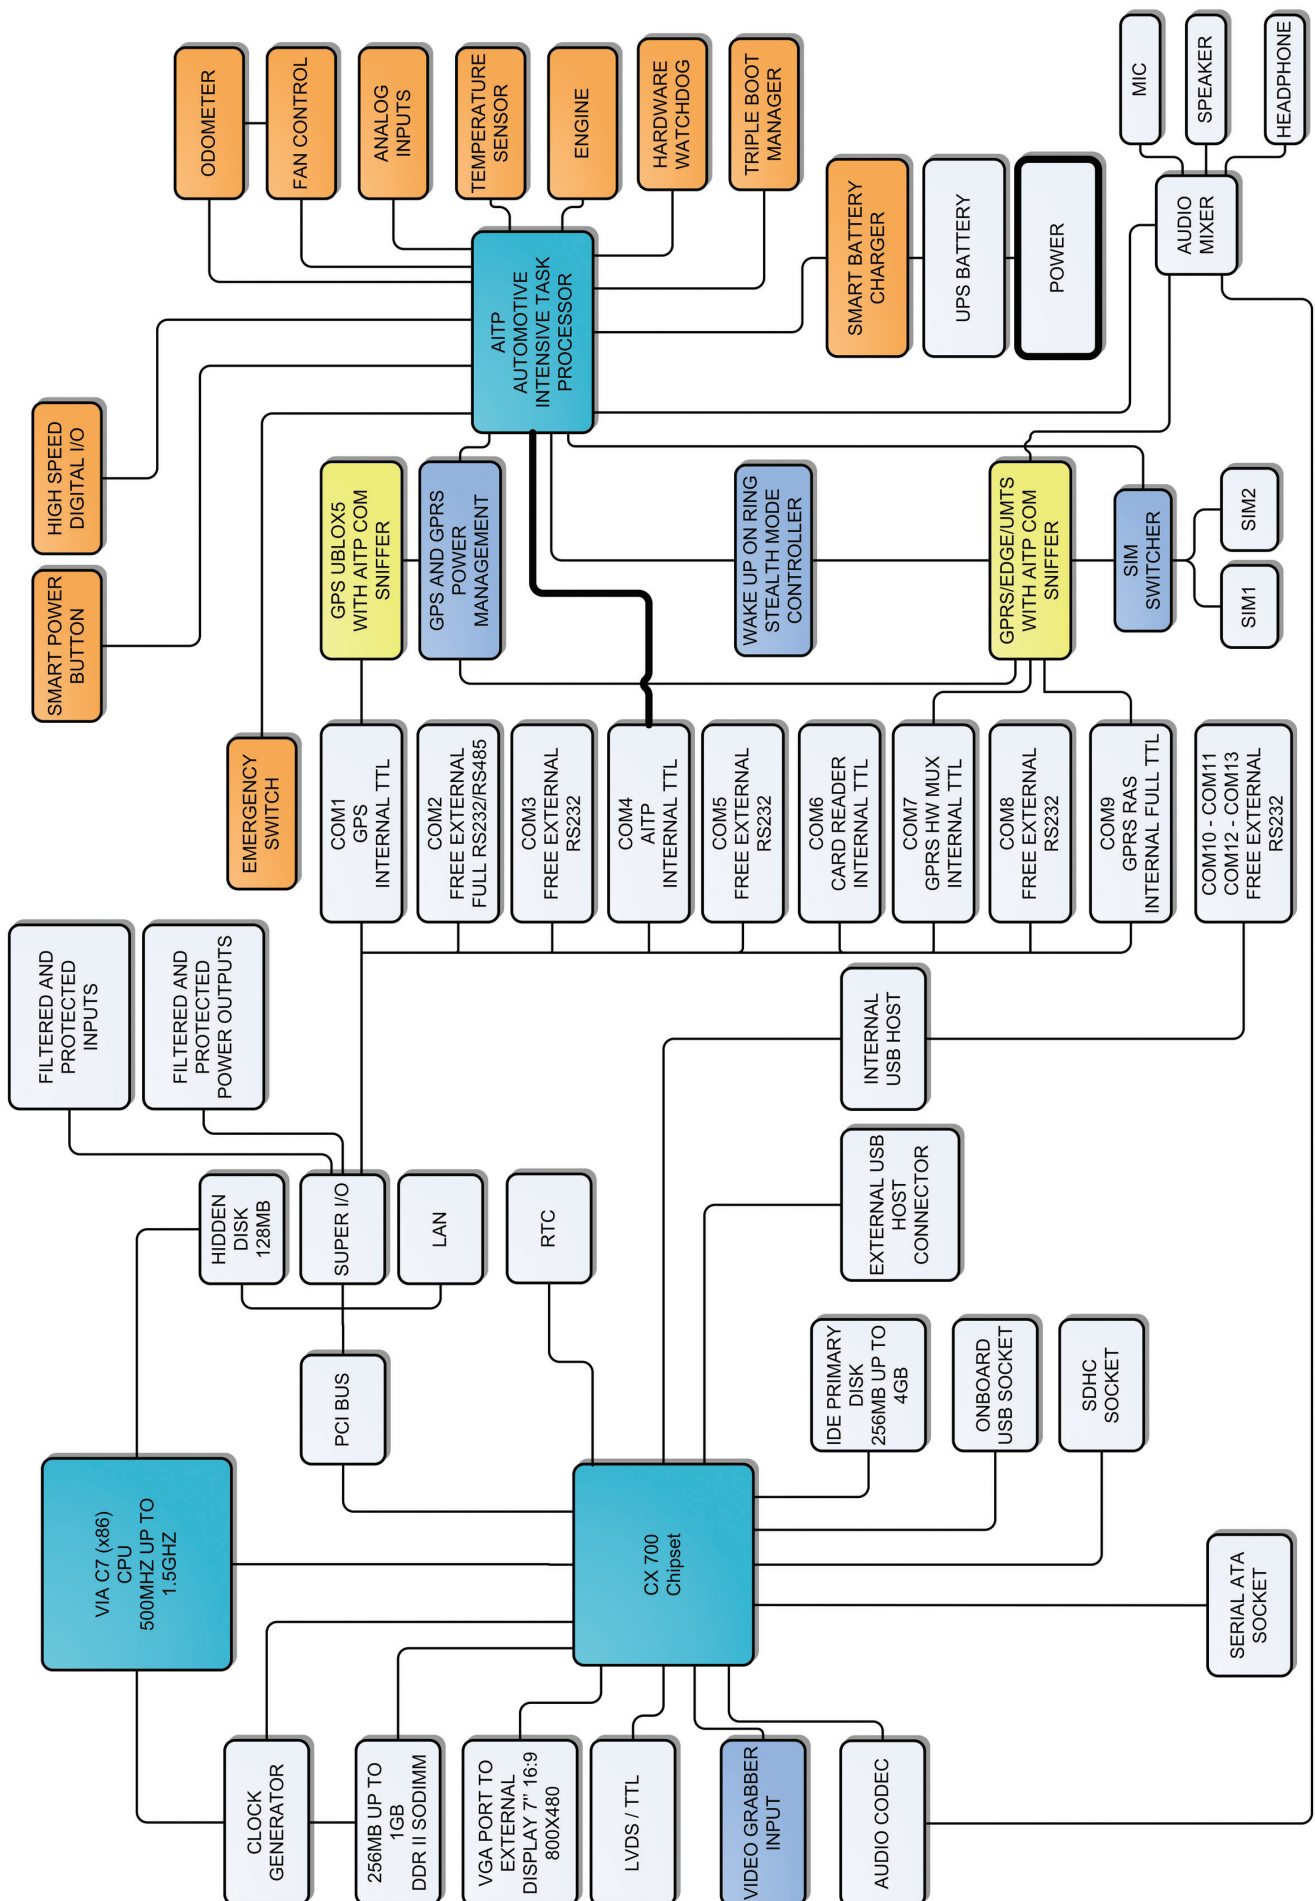 CLOCK
GENERATOR
256MB UP TO
1GB
DDR II SODIMM
VGA PORT TO
EXTERNAL
DISPLAY 7" 16:9
800X480
LVDS / TTL
VIDEO GRABBER
INPUT
AUDIO CODEC
VIA C7 (x86)
CPU
500MHZ UP TO
1.5GHZ
CX 700
Chipset
SERIAL ATA
SOCKET
PCI BUS
IDE PRIMARY
DISK
256MB UP TO
4GB
ONBOARD
USB SOCKET
SDHC
SOCKET
HIDDEN
DISK
128MB
SUPER I/O
LAN
RTC
EXTERNAL USB
HOST
CONNECTOR
FILTERED AND
PROTECTED
INPUTS
FILTERED AND
PROTECTED
POWER OUTPUTS
INTERNAL
USB HOST
EMERGENCY
SWITCH
COM1
GPS
INTERNAL TTL
COM2
FREE EXTERNAL
FULL RS232/RS485
COM3
FREE EXTERNAL
RS232
COM4
AITP
INTERNAL TTL
COM5
FREE EXTERNAL
RS232
COM6
CARD READER
INTERNAL TTL
COM7
GPRS HW MUX
INTERNAL TTL
COM8
FREE EXTERNAL
RS232
COM9
GPRS RAS
INTERNAL FULL TTL
COM10 - COM11
COM12 - COM13
FREE EXTERNAL
RS232
SMART POWER
BUTTON
HIGH SPEED
DIGITAL I/O
GPS UBLOX5
WITH AITP COM
SNIFFER
GPS AND GPRS
POWER
MANAGEMENT
WAKE UP ON RING
STEALTH MODE
CONTROLLER
GPRS/EDGE/UMTS
WITH AITP COM
SNIFFER
SIM
SWITCHER
SIM1
SIM2
AITP
AUTOMOTIVE
INTENSIVE TASK
PROCESSOR
SMART BATTERY
CHARGER
UPS BATTERY
POWER
AUDIO
MIXER
ODOMETER
FAN CONTROL
ANALOG
INPUTS
TEMPERATURE
SENSOR
ENGINE
HARDWARE
WATCHDOG
TRIPLE BOOT
MANAGER
MIC
SPEAKER
HEADPHONE